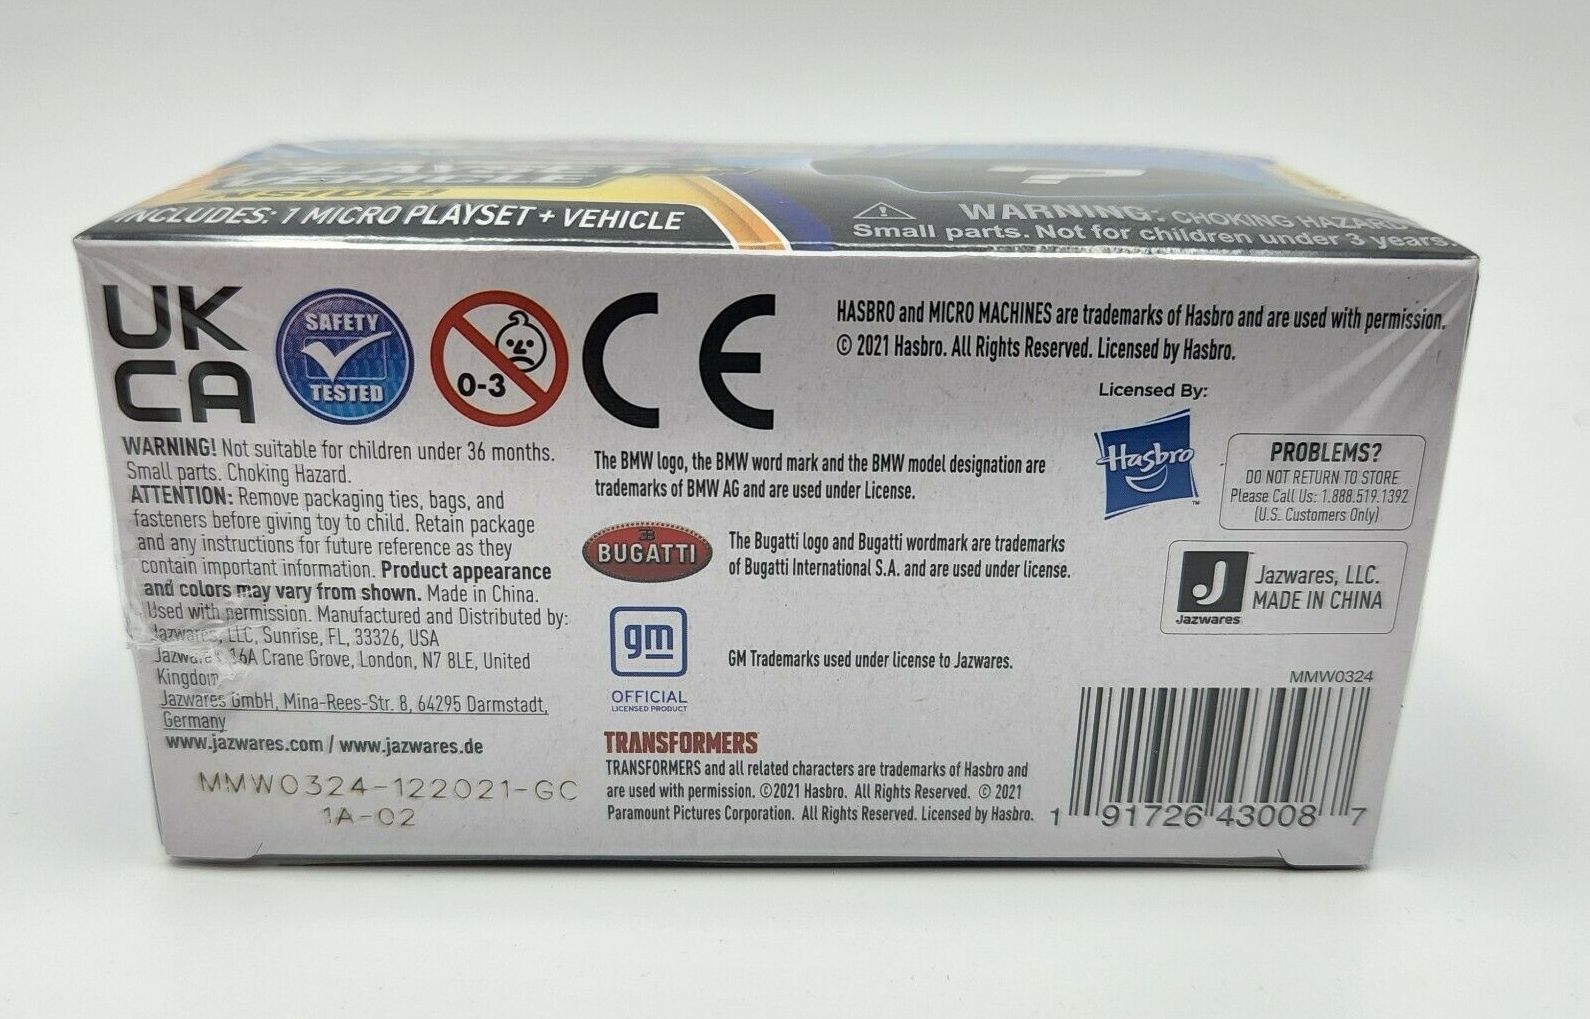 PLAYSET
VEHICLE
INSIDE!
INCLUDES: 1 MICRO PLAYSET + VEHICLE
?
WARNING: CHOKING HAZARD
Small parts. Not for children under 3 years.
UK
CA
SAFETY
TESTED
0-3
CE
HASBRO and MICRO MACHINES are trademarks of Hasbro and are used with permission.
© 2021 Hasbro. All Rights Reserved. Licensed by Hasbro.
Licensed By:
Hasbro
™
PROBLEMS?
DO NOT RETURN TO STORE
Please Call Us: 1.888.519.1392
(U.S. Customers Only)
Jazwares
Jazwares, LLC.
MADE IN CHINA
WARNING! Not suitable for children under 36 months.
Small parts. Choking Hazard.
ATTENTION: Remove packaging ties, bags, and
fasteners before giving toy to child. Retain package
and any instructions for future reference as they
contain important information. Product appearance
and colors may vary from shown. Made in China.
Used with permission. Manufactured and Distributed by:
Jazwares, LLC, Sunrise, FL, 33326, USA
Jazwares, 16A Crane Grove, London, N7 8LE, United
Kingdom
Jazwares GmbH, Mina-Rees-Str. 8, 64295 Darmstadt,
Germany
www.jazwares.com / www.jazwares.de
MMW0324-122021-GC
1A-02
The BMW logo, the BMW word mark and the BMW model designation are
trademarks of BMW AG and are used under License.
EB
BUGATTI
The Bugatti logo and Bugatti wordmark are trademarks
of Bugatti International S.A. and are used under license.
gm
OFFICIAL
LICENSED PRODUCT
GM Trademarks used under license to Jazwares.
TRANSFORMERS
TRANSFORMERS and all related characters are trademarks of Hasbro and
are used with permission. ©2021 Hasbro. All Rights Reserved. © 2021
Paramount Pictures Corporation. All Rights Reserved. Licensed by Hasbro.
MMW0324
1 91726 43008 7